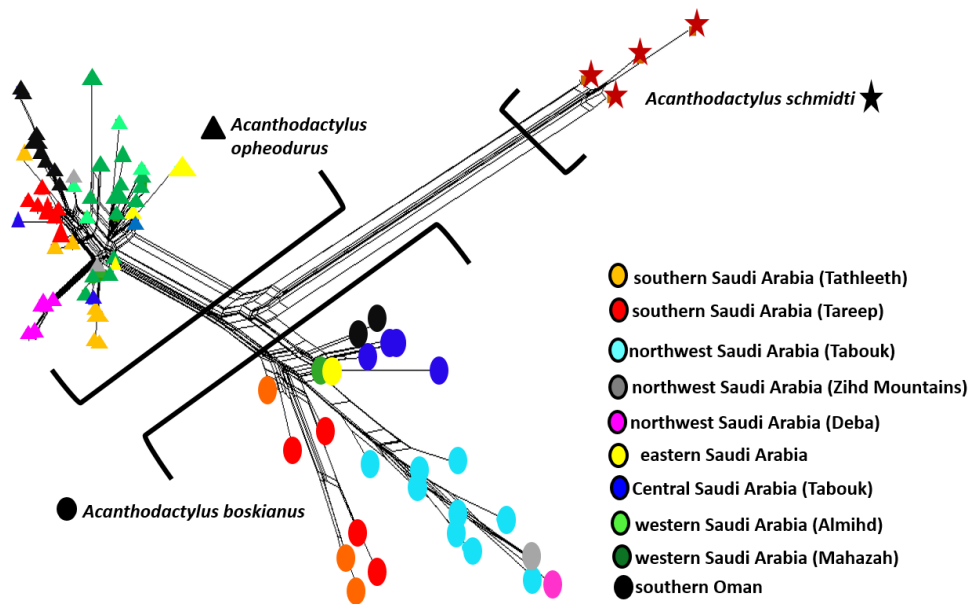 Acanthodactylus schmidti
Acanthodactylus
opheodurus
southern Saudi Arabia (Tathleeth)
southern Saudi Arabia (Tareep)
northwest Saudi Arabia (Tabouk)
northwest Saudi Arabia (Zihd Mountains)
northwest Saudi Arabia (Deba)
eastern Saudi Arabia
Central Saudi Arabia (Tabouk)
western Saudi Arabia (Almihd)
western Saudi Arabia (Mahazah)
southern Oman
Acanthodactylus boskianus